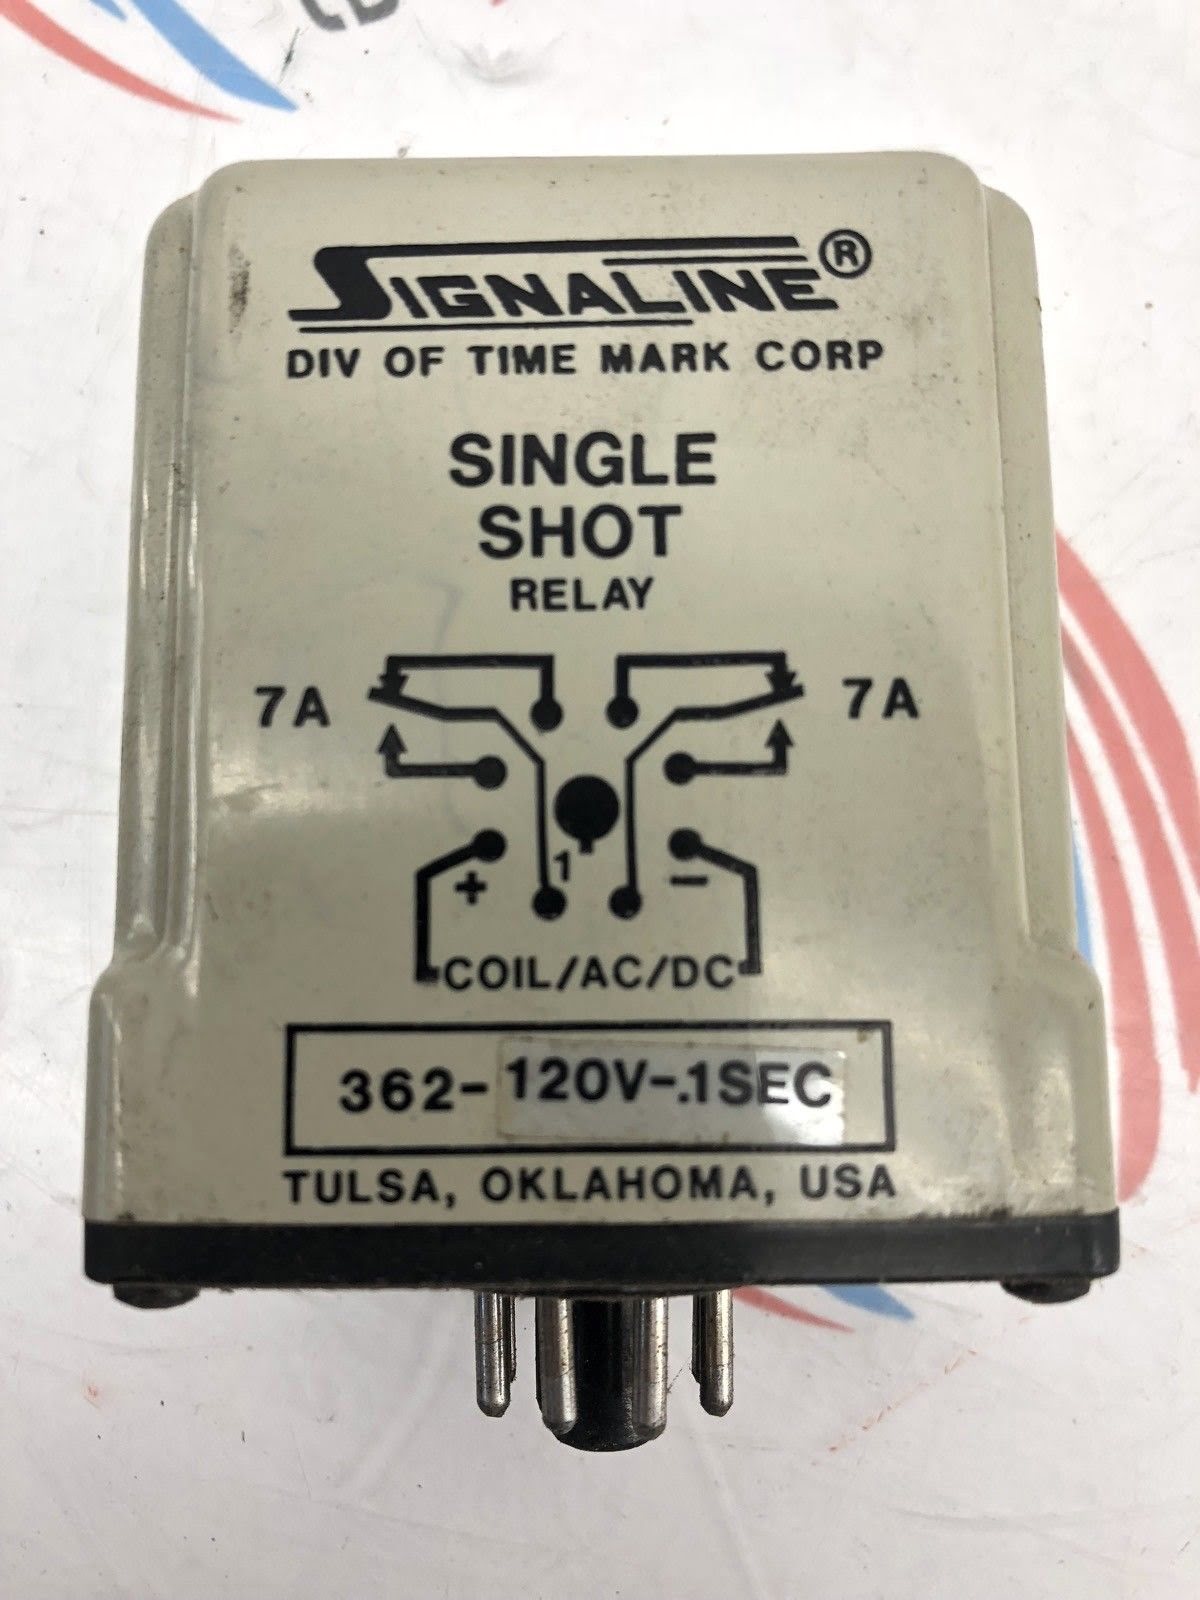 SIGNALINE®
DIV OF TIME MARK CORP
SINGLE
SHOT
RELAY
7A 7A
1
+ -
COIL/AC/DC
362-120V-.1SEC
TULSA, OKLAHOMA, USA